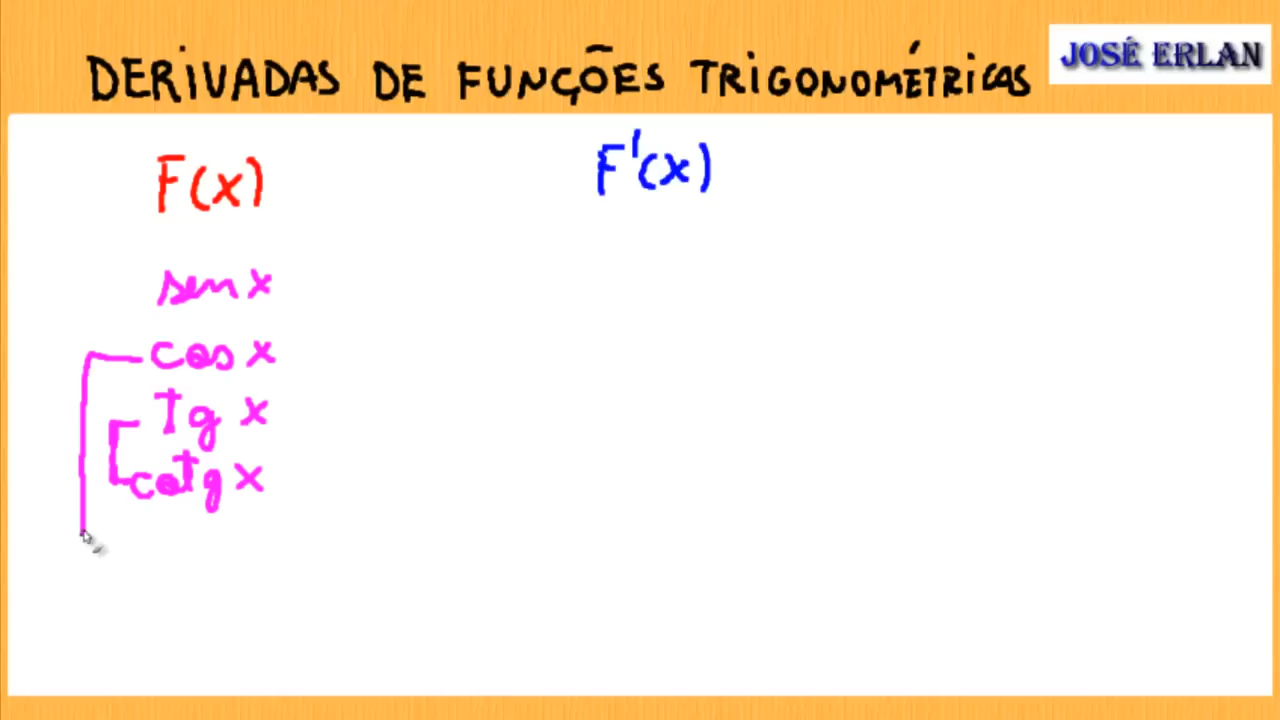 DERIVADAS DE FUNÇÕES TRIGONOMÉTRICAS
JOSÉ ERLAN
F(x)
F'(x)
sen x
cos x
Tg x
coTg x